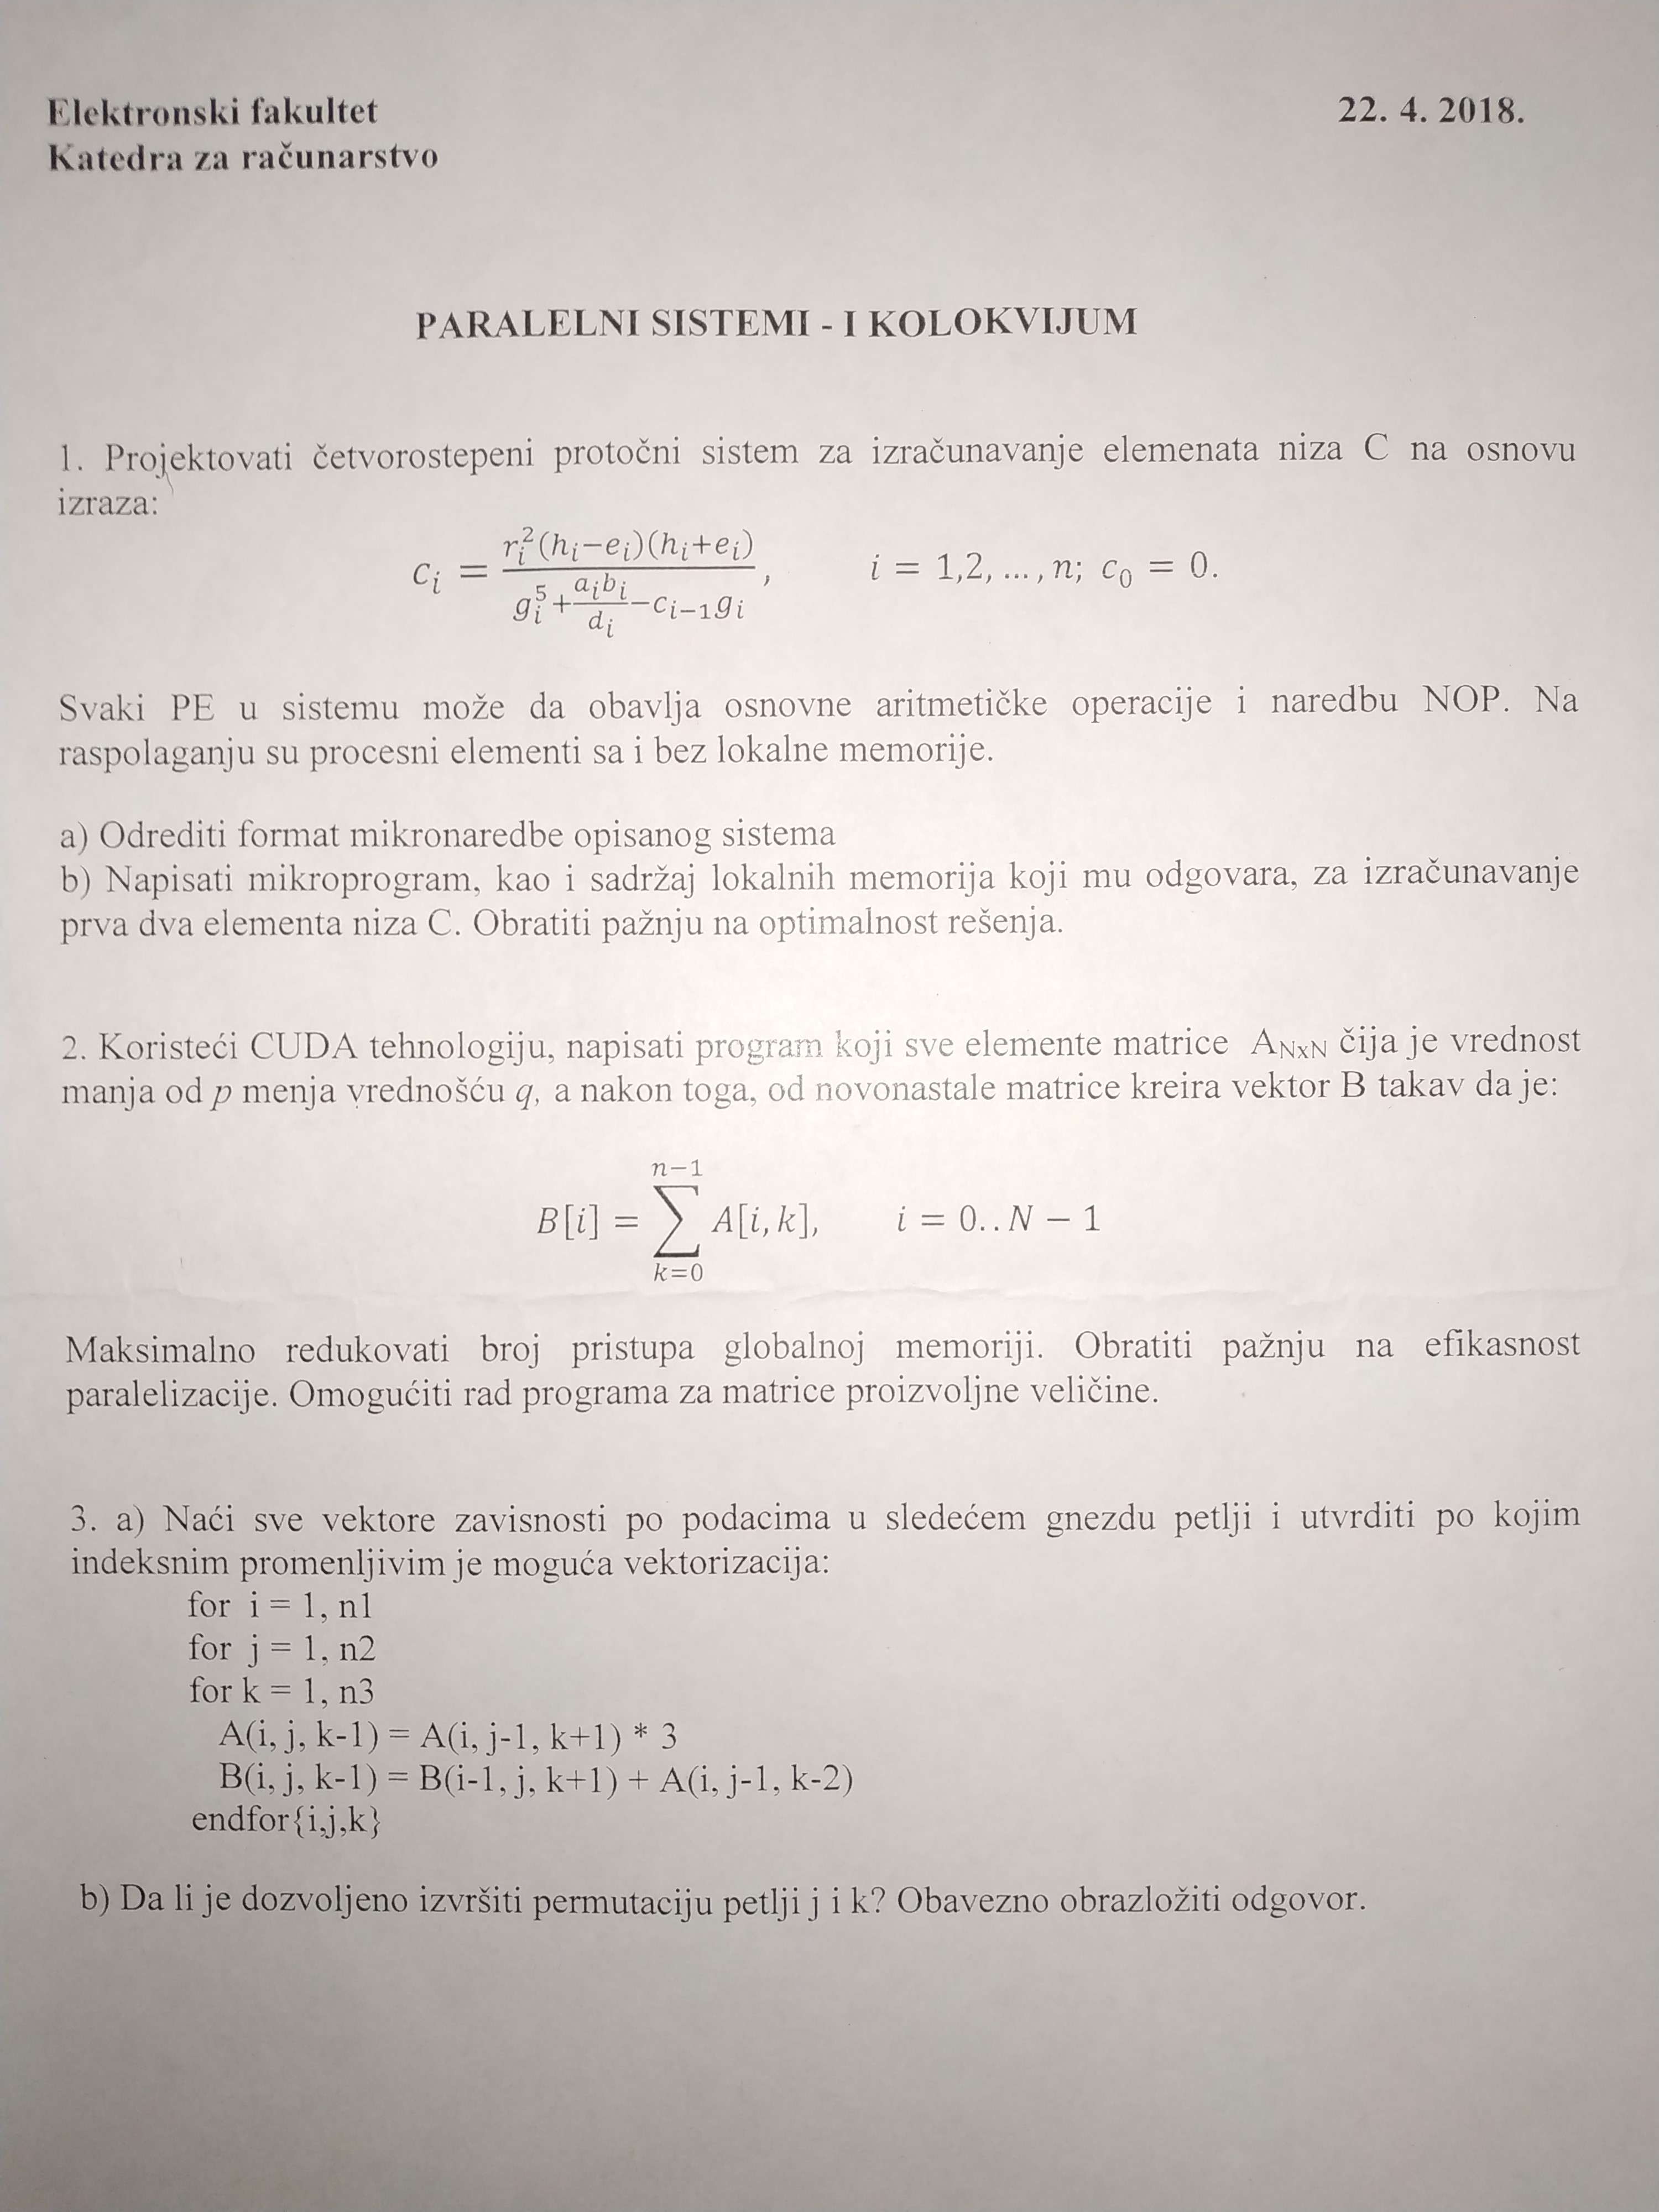 Elektronski fakultet 22. 4. 2018.
Katedra za računarstvo
PARALELNI SISTEMI - I KOLOKVIJUM
1. Projektovati četvorostepeni protočni sistem za izračunavanje elemenata niza C na osnovu
izraza:
c_i = \frac{r_i^2(h_i-e_i)(h_i+e_i)}{g_i^5+\frac{a_ib_i}{d_i}-c_{i-1}g_i}, i = 1,2, ... , n; c_0 = 0.
Svaki PE u sistemu može da obavlja osnovne aritmetičke operacije i naredbu NOP. Na
raspolaganju su procesni elementi sa i bez lokalne memorije.
a) Odrediti format mikronaredbe opisanog sistema
b) Napisati mikroprogram, kao i sadržaj lokalnih memorija koji mu odgovara, za izračunavanje
prva dva elementa niza C. Obratiti pažnju na optimalnost rešenja.
2. Koristeći CUDA tehnologiju, napisati program koji sve elemente matrice A_{NxN} čija je vrednost
manja od p menja vrednošću q, a nakon toga, od novonastale matrice kreira vektor B takav da je:
B[i] = \sum_{k=0}^{n-1} A[i, k], i = 0. . N − 1
Maksimalno redukovati broj pristupa globalnoj memoriji. Obratiti pažnju na efikasnost
paralelizacije. Omogućiti rad programa za matrice proizvoljne veličine.
3. a) Naći sve vektore zavisnosti po podacima u sledećem gnezdu petlji i utvrditi po kojim
indeksnim promenljivim je moguća vektorizacija:
for i = 1, n1
for j = 1, n2
for k = 1, n3
A(i, j, k-1) = A(i, j-1, k+1) * 3
B(i, j, k-1) = B(i-1, j, k+1) + A(i, j-1, k-2)
endfor{i,j,k}
b) Da li je dozvoljeno izvršiti permutaciju petlji j i k? Obavezno obrazložiti odgovor.